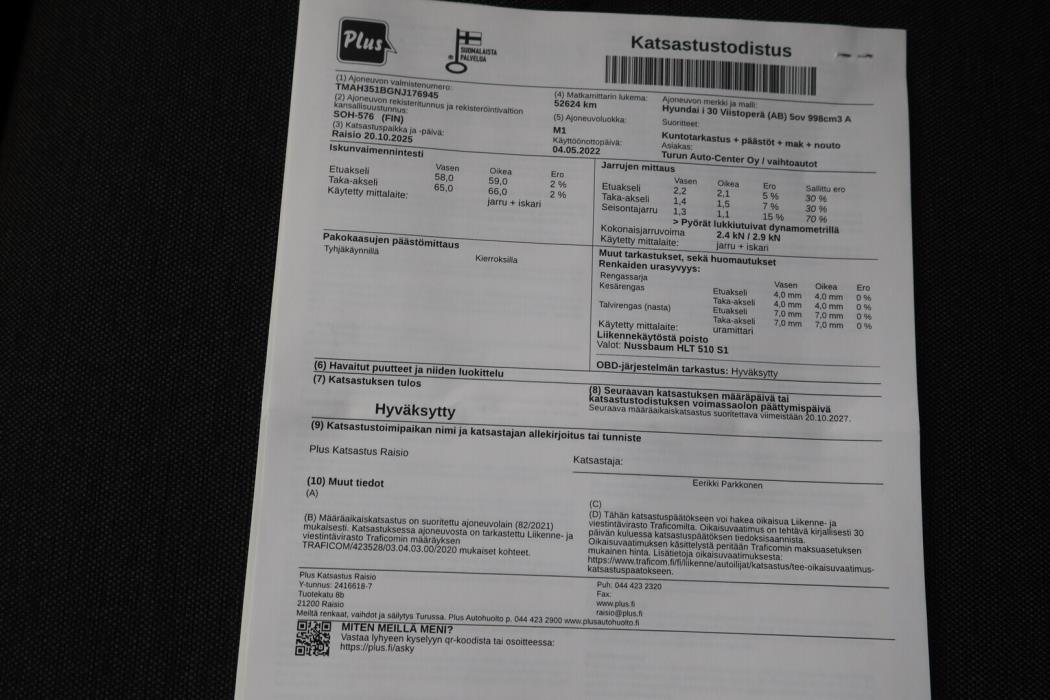 Plus
SUOMALAISTA
PALVELUA
Katsastustodistus
(1) Ajoneuvon valmistenumero:
TMAH351BGNJ176945
(2) Ajoneuvon rekisteritunnus ja rekisteröintivaltion
kansallisuustunnus:
SOH-576 (FIN)
(3) Katsastuspaikka ja -päivä:
Raisio 20.10.2025
(4) Matkamittarin lukema:
52624 km
(5) Ajoneuvoluokka:
M1
Käyttöönottopäivä:
04.05.2022
Ajoneuvon merkki ja malli:
Hyundai i 30 Viistoperä (AB) 5ov 998cm3 A
Suoritteet:
Kuntotarkastus + päästöt + mak + nouto
Asiakas:
Turun Auto-Center Oy / vaihtoautot
Iskunvaimennintesti
Vasen Oikea Ero
Etuakseli 58,0 59,0 2 %
Taka-akseli 65,0 66,0 2 %
Käytetty mittalaite: jarru + iskari
Jarrujen mittaus
Vasen Oikea Ero Sallittu ero
Etuakseli 2,2 2,1 5 % 30 %
Taka-akseli 1,4 1,5 7 % 30 %
Seisontajarru 1,3 1,1 15 % 70 %
> Pyörät lukkiutuivat dynamometrillä
Kokonaisjarruvoima 2.4 kN / 2.9 kN
Käytetty mittalaite: jarru + iskari
Pakokaasujen päästömittaus
Tyhjäkäynnillä Kierroksilla
Muut tarkastukset, sekä huomautukset
Renkaiden urasyvyys:
Rengassarja Vasen Oikea Ero
Kesärengas Etuakseli 4,0 mm 4,0 mm 0 %
Taka-akseli 4,0 mm 4,0 mm 0 %
Talvirengas (nasta) Etuakseli 7,0 mm 7,0 mm 0 %
Taka-akseli 7,0 mm 7,0 mm 0 %
Käytetty mittalaite: uramittari
Liikennekäytöstä poisto
Valot: Nussbaum HLT 510 S1
OBD-järjestelmän tarkastus: Hyväksytty
(6) Havaitut puutteet ja niiden luokittelu
(7) Katsastuksen tulos
Hyväksytty
(8) Seuraavan katsastuksen määräpäivä tai
katsastustodistuksen voimassaolon päättymispäivä
Seuraava määräaikaiskatsastus suoritettava viimeistään 20.10.2027.
(9) Katsastustoimipaikan nimi ja katsastajan allekirjoitus tai tunniste
Plus Katsastus Raisio
Katsastaja:
Eerikki Parkkonen
(10) Muut tiedot
(A)
(B) Määräaikaiskatsastus on suoritettu ajoneuvolain (82/2021)
mukaisesti. Katsastuksessa ajoneuvosta on tarkastettu Liikenne- ja
viestintävirasto Traficomin määräyksen
TRAFICOM/423528/03.04.03.00/2020 mukaiset kohteet.
(C)
(D) Tähän katsastuspäätökseen voi hakea oikaisua Liikenne- ja
viestintävirasto Traficomilta. Oikaisuvaatimus on tehtävä kirjallisesti 30
päivän kuluessa katsastuspäätöksen tiedoksisaannista.
Oikaisuvaatimuksen käsittelystä peritään Traficomin maksuasetuksen
mukainen hinta. Lisätietoja oikaisuvaatimuksesta:
https://www.traficom.fi/fi/liikenne/autoilijat/katsastus/tee-oikaisuvaatimus-
katsastuspaatokseen.
Plus Katsastus Raisio
Y-tunnus: 2416618-7
Tuotekatu 8b
21200 Raisio
Puh: 044 423 2320
Fax:
www.plus.fi
raisio@plus.fi
Meiltä renkaat, vaihdot ja säilytys Turussa. Plus Autohuolto p. 044 423 2900 www.plusautohuolto.fi
MITEN MEILLÄ MENI?
Vastaa lyhyeen kyselyyn qr-koodista tai osoitteessa:
https://plus.fi/asky